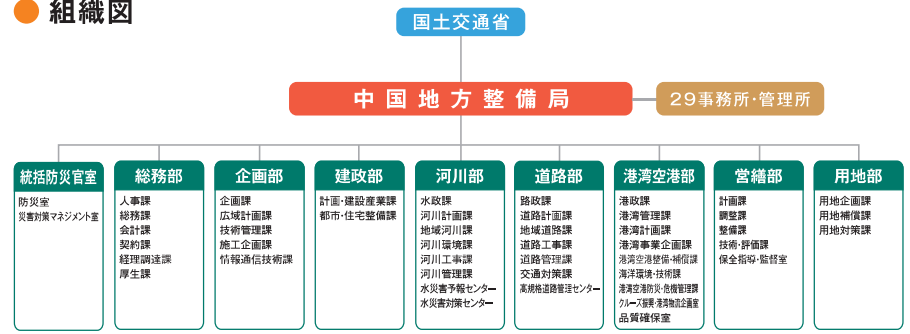 組織図
国土交通省
中国地方整備局
29事務所・管理所
統括防災官室
防災室
災害対策マネジメント室
総務部
人事課
総務課
会計課
契約課
経理調達課
厚生課
企画部
企画課
広域計画課
技術管理課
施工企画課
情報通信技術課
建政部
計画・建設産業課
都市・住宅整備課
河川部
水政課
河川計画課
地域河川課
河川環境課
河川工事課
河川管理課
水災害予報センター
水災害対策センター
道路部
路政課
道路計画課
地域道路課
道路工事課
道路管理課
交通対策課
高規格道路管理センター
港湾空港部
港政課
港湾管理課
港湾計画課
港湾事業企画課
港湾空港整備・補償課
海洋環境・技術課
港湾空港防災・危機管理課
クルーズ振興・港湾物流企画室
品質確保室
営繕部
計画課
調整課
整備課
技術・評価課
保全指導・監督室
用地部
用地企画課
用地補償課
用地対策課